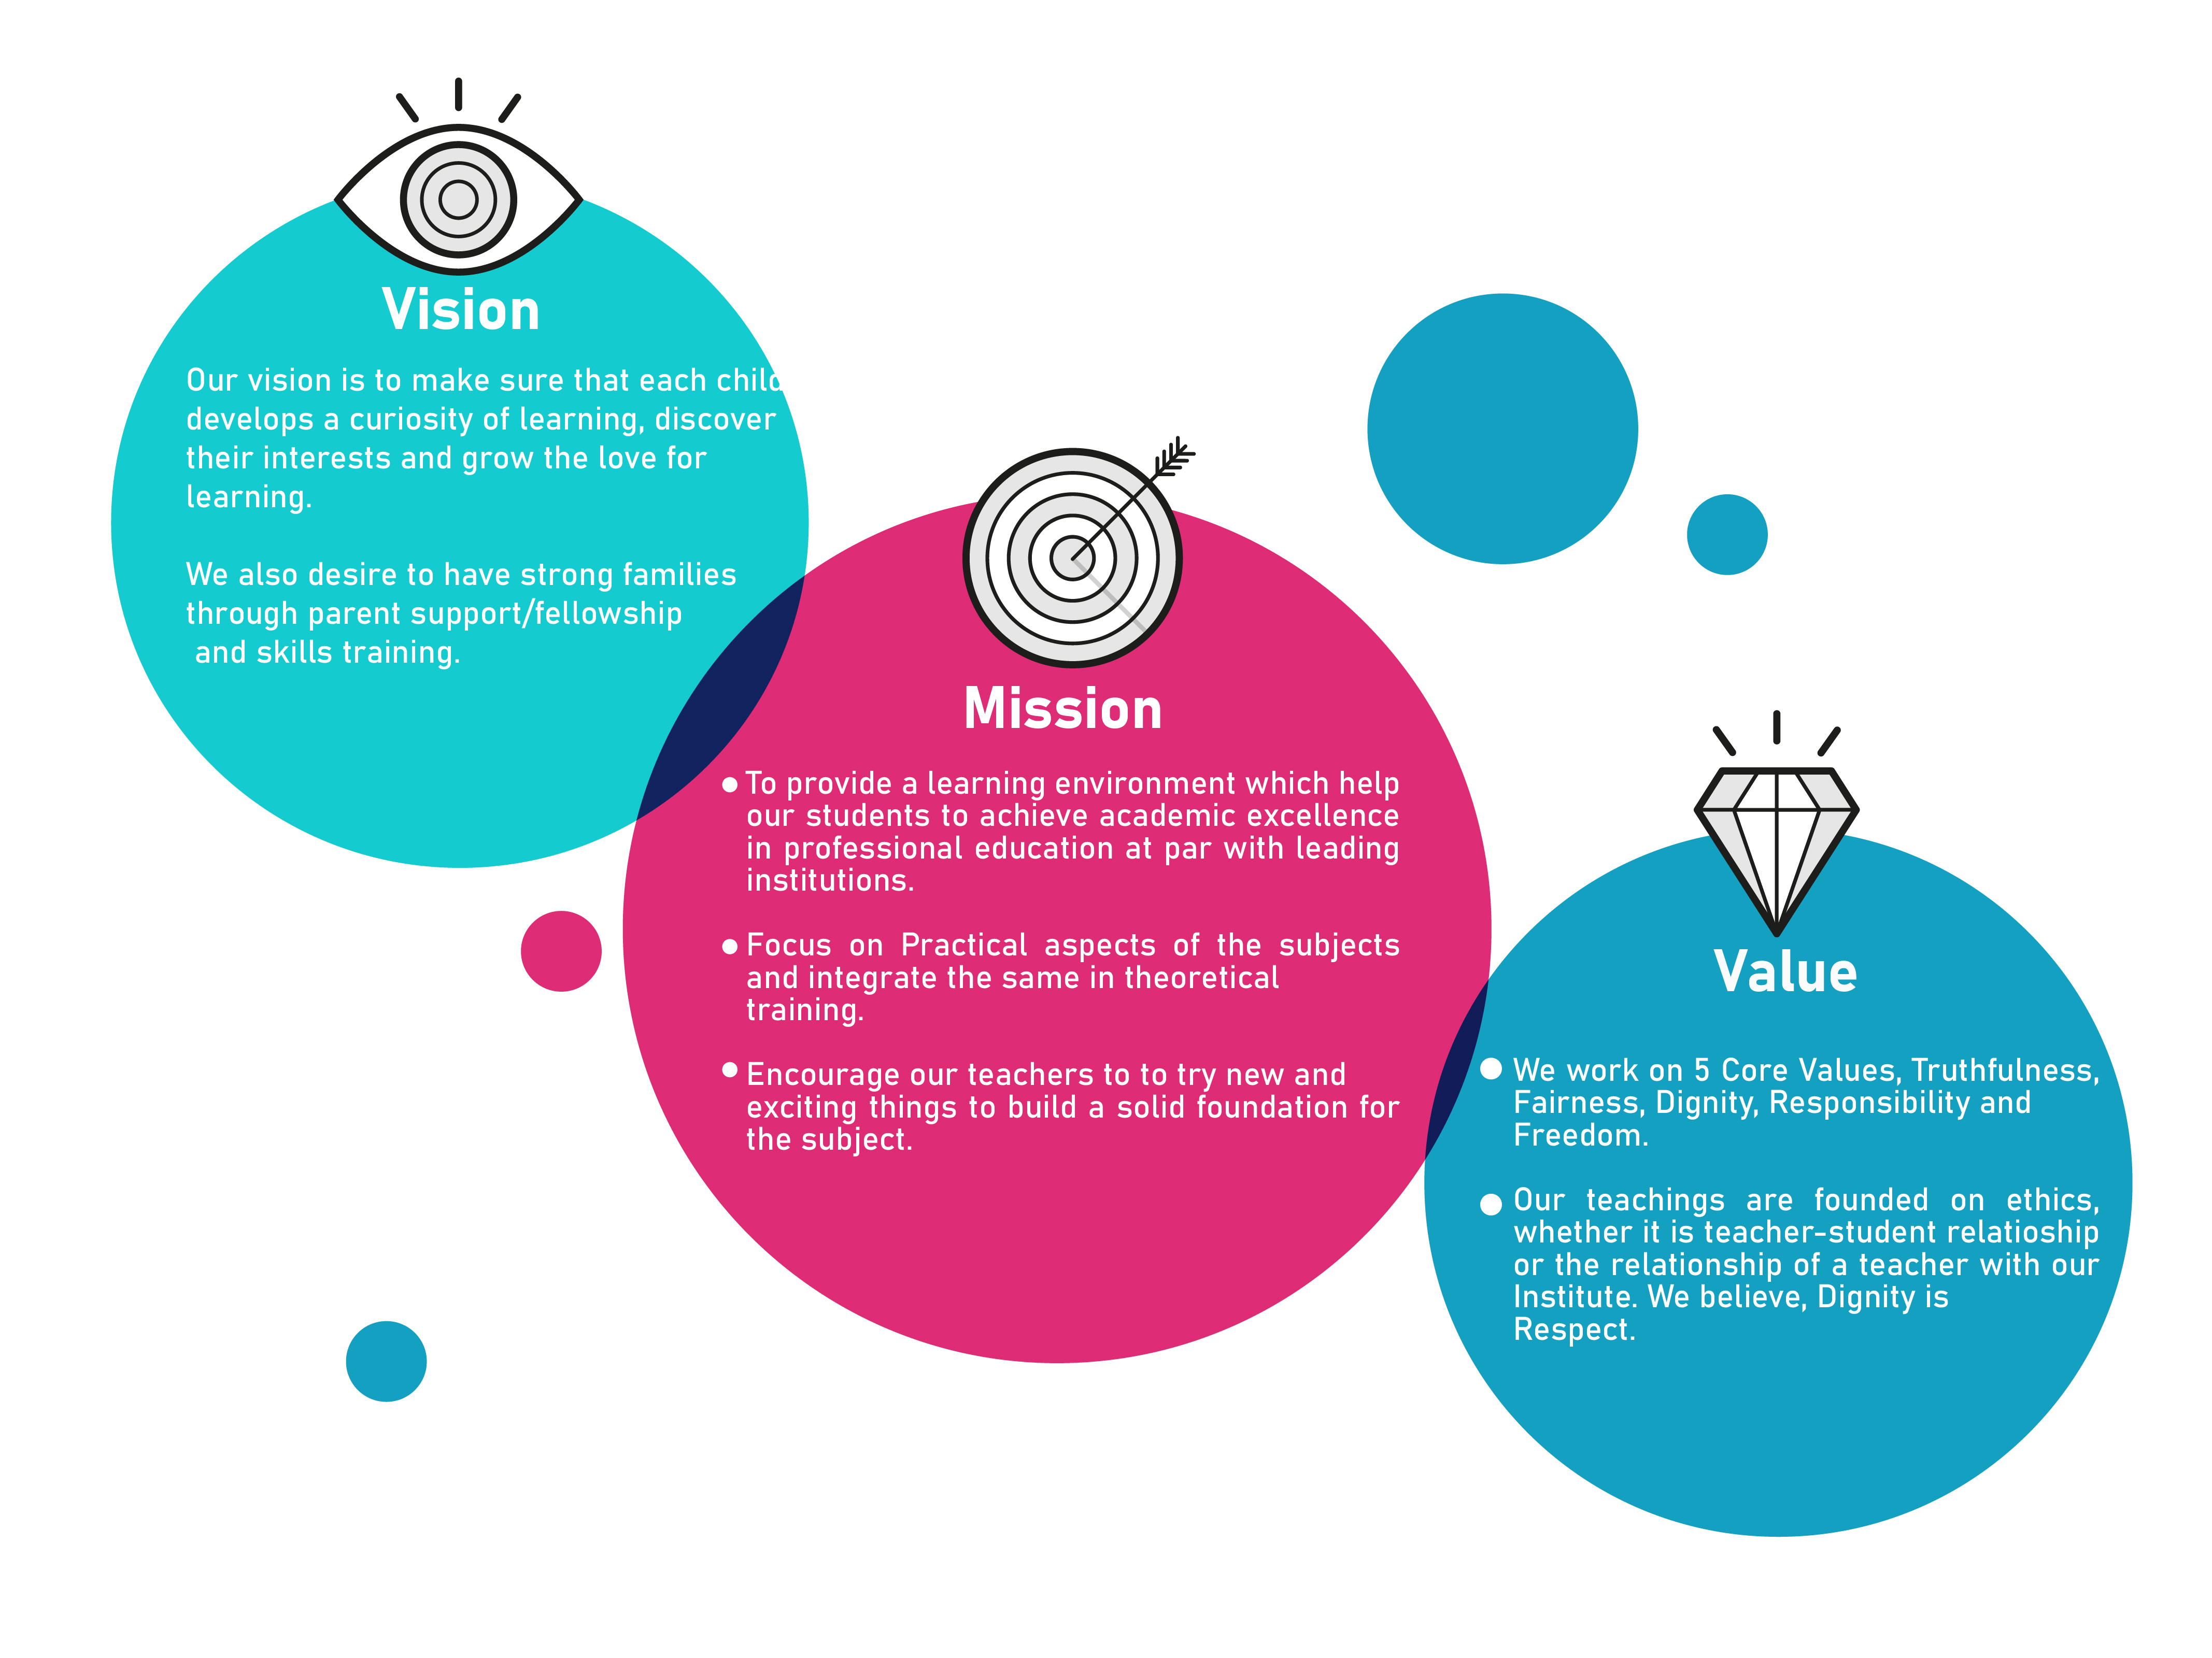 Vision
Our vision is to make sure that each child
develops a curiosity of learning, discover
their interests and grow the love for
learning.
We also desire to have strong families
through parent support/fellowship
and skills training.
Mission
To provide a learning environment which help
our students to achieve academic excellence
in professional education at par with leading
institutions.
Focus on Practical aspects of the subjects
and integrate the same in theoretical
training.
Encourage our teachers to to try new and
exciting things to build a solid foundation for
the subject.
Value
We work on 5 Core Values, Truthfulness,
Fairness, Dignity, Responsibility and
Freedom.
Our teachings are founded on ethics,
whether it is teacher-student relatioship
or the relationship of a teacher with our
Institute. We believe, Dignity is
Respect.